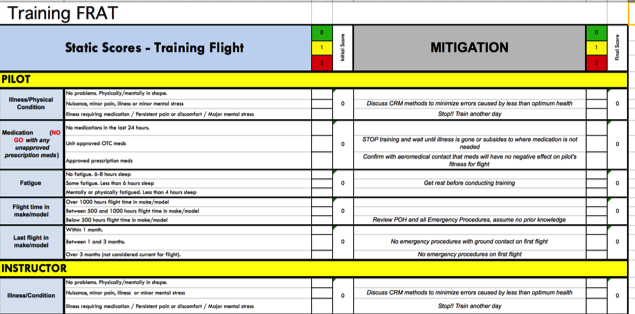 Training FRAT
Static Scores - Training Flight
0
1
2
Initial Score
MITIGATION
0
1
2
Final Score
PILOT
Illness/Physical Condition
No problems. Physically/mentally in shape.
Nuisance, minor pain, illness or minor mental stress
Illness requiring medication / Persistent pain or discomfort / Major mental stress
0
Discuss CRM methods to minimize errors caused by less than optimum health
Stop!! Train another day
0
Medication (NO GO with any unapproved prescription meds)
No medications in the last 24 hours.
Unit approved OTC meds
Approved prescription meds
0
STOP training and wait until illness is gone or subsides to where medication is not needed
Confirm with aeromedical contact that meds will have no negative effect on pilot's fitness for flight
0
Fatigue
No fatigue. 6-8 hours sleep
Some fatigue. Less than 6 hours sleep
Mentally or physically fatigued. Less than 4 hours sleep
0
Get rest before conducting training
0
Flight time in make/model
Over 1000 hours flight time in make/model
Between 500 and 1000 hours flight time in make/model
Below 500 hours flight time in make/model
0
Review POH and all Emergency Procedures, assume no prior knowledge
0
Last flight in make/model
Within 1 month.
Between 1 and 3 months.
Over 3 months (not considered current for flight).
0
No emergency procedures with ground contact on first flight
No emergency procedures on first flight
0
INSTRUCTOR
Illness/Condition
No problems. Physically/mentally in shape.
Nuisance, minor pain, illness or minor mental stress
Illness requiring medication / Persistent pain or discomfort / Major mental stress
0
Discuss CRM methods to minimize errors caused by less than optimum health
Stop!! Train another day
0